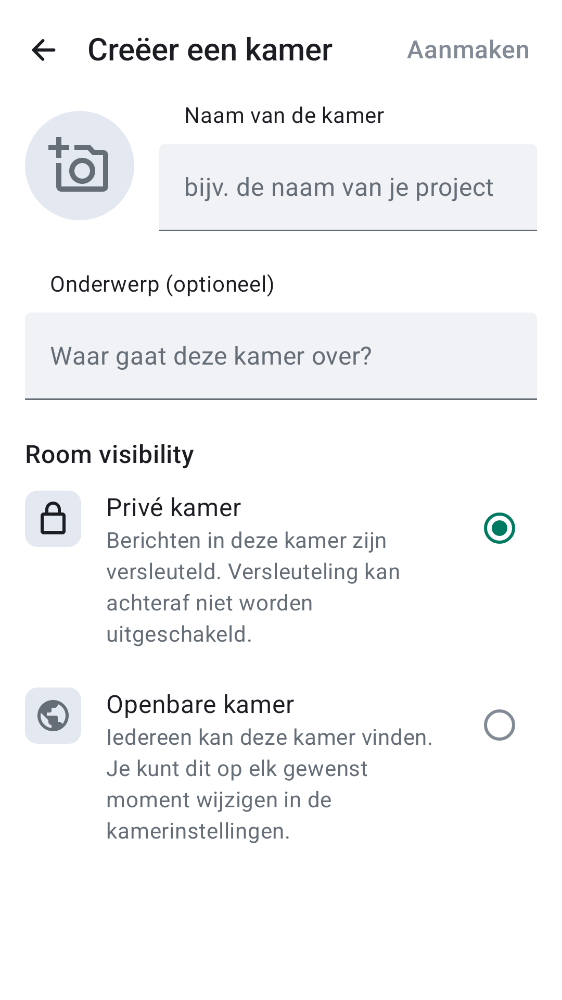 Creëer een kamer
Aanmaken
Naam van de kamer
bijv. de naam van je project
Onderwerp (optioneel)
Waar gaat deze kamer over?
Room visibility
Privé kamer
Berichten in deze kamer zijn
versleuteld. Versleuteling kan
achteraf niet worden
uitgeschakeld.
Openbare kamer
Iedereen kan deze kamer vinden.
Je kunt dit op elk gewenst
moment wijzigen in de
kamerinstellingen.